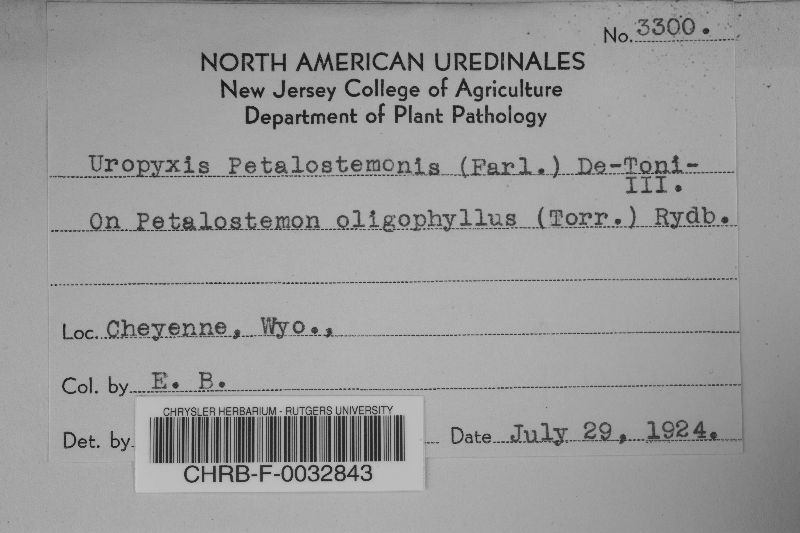 No. 3300.
NORTH AMERICAN UREDINALES
New Jersey College of Agriculture
Department of Plant Pathology
Uropyxis Petalostemonis (Farl.) De-Toni-
III.
On Petalostemon oligophyllus (Torr.) Rydb.
Loc. Cheyenne, Wyo.,
Col. by E. B.
Det. by
Date July 29, 1924.
CHRYSLER HERBARIUM - RUTGERS UNIVERSITY
CHRB-F-0032843